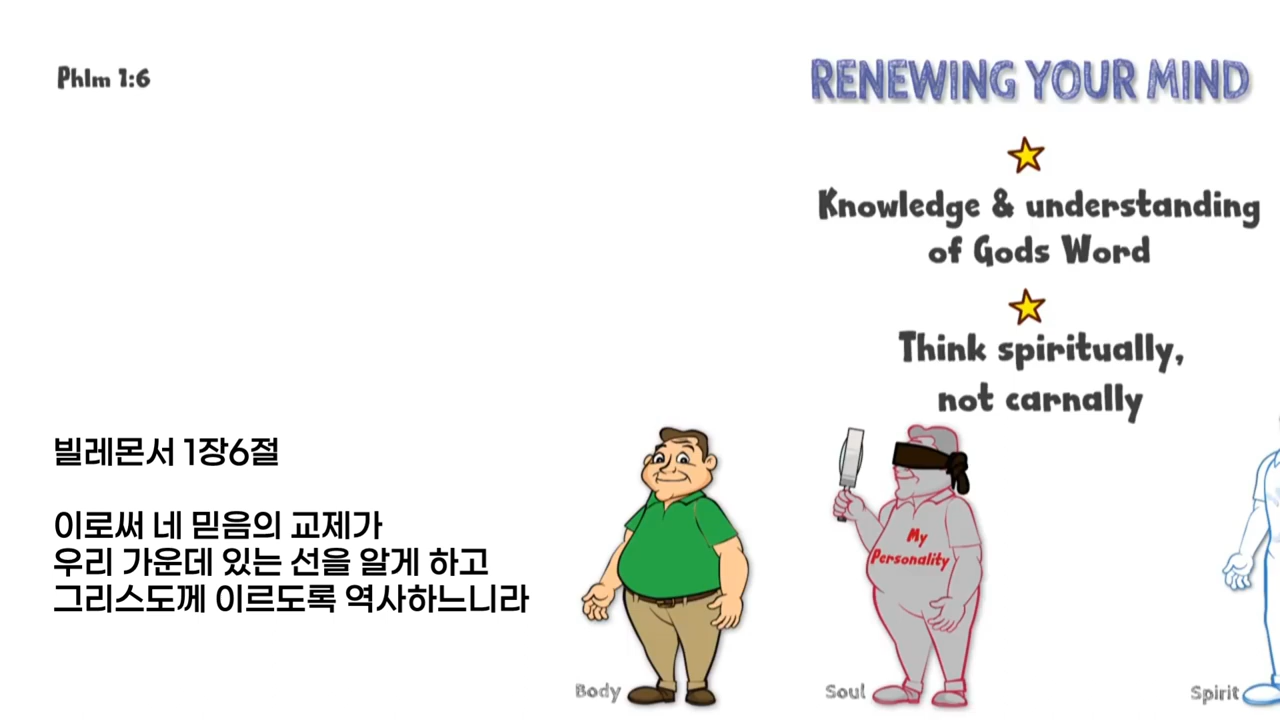 Phlm 1:6
RENEWING YOUR MIND
Knowledge & understanding
of Gods Word
Think spiritually,
not carnally
빌레몬서 1장6절
이로써 네 믿음의 교제가
우리 가운데 있는 선을 알게 하고
그리스도께 이르도록 역사하느니라
My
Personality
Body
Soul
Spirit